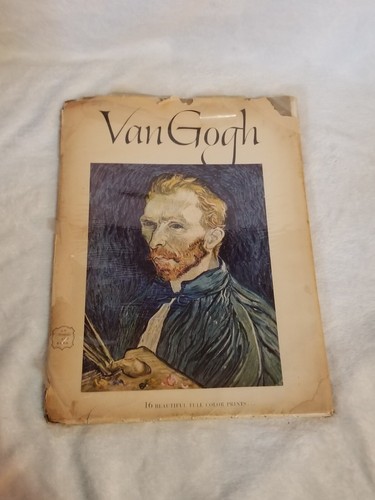 Van Gogh
16 BEAUTIFUL FULL COLOR PRINTS